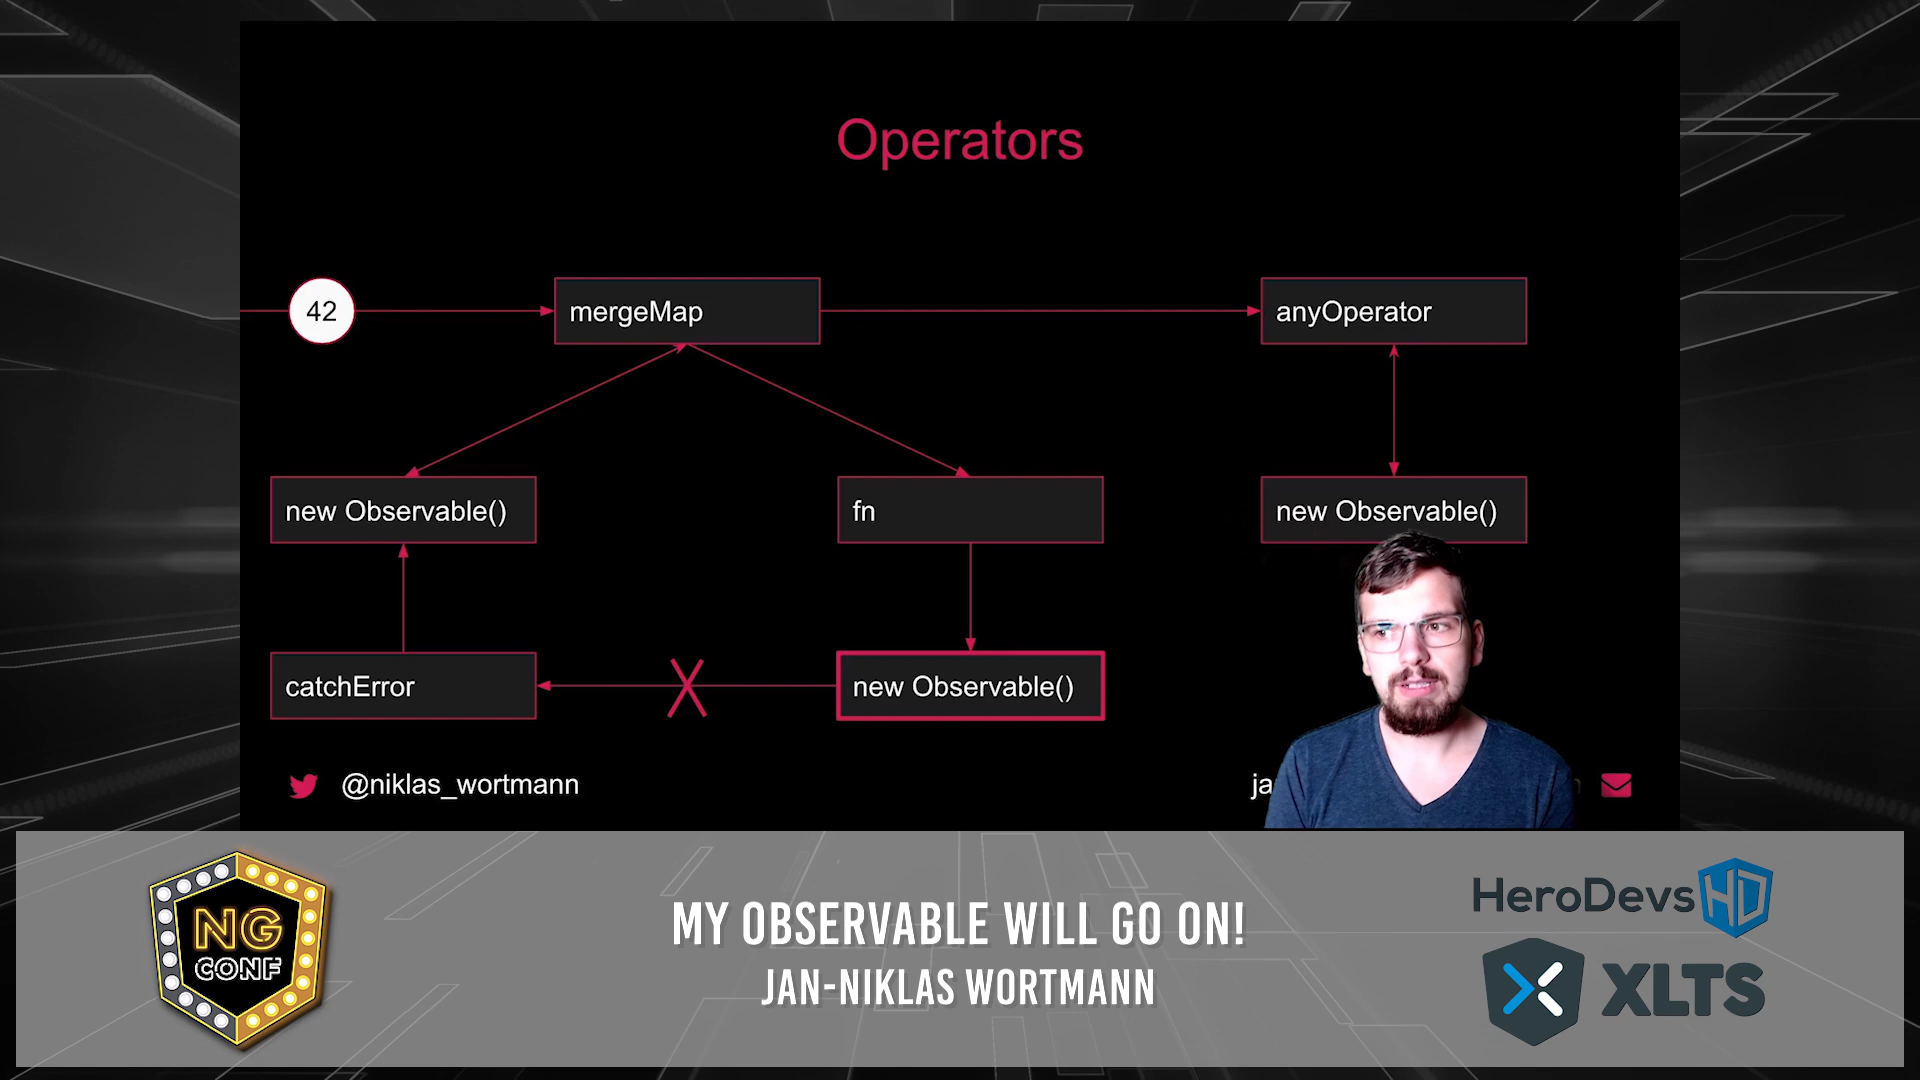 Operators
42
mergeMap
anyOperator
new Observable()
fn
new Observable()
catchError
X
new Observable()
@niklas_wortmann
NG
CONF
MY OBSERVABLE WILL GO ON!
JAN-NIKLAS WORTMANN
HeroDevs HD
XLTS